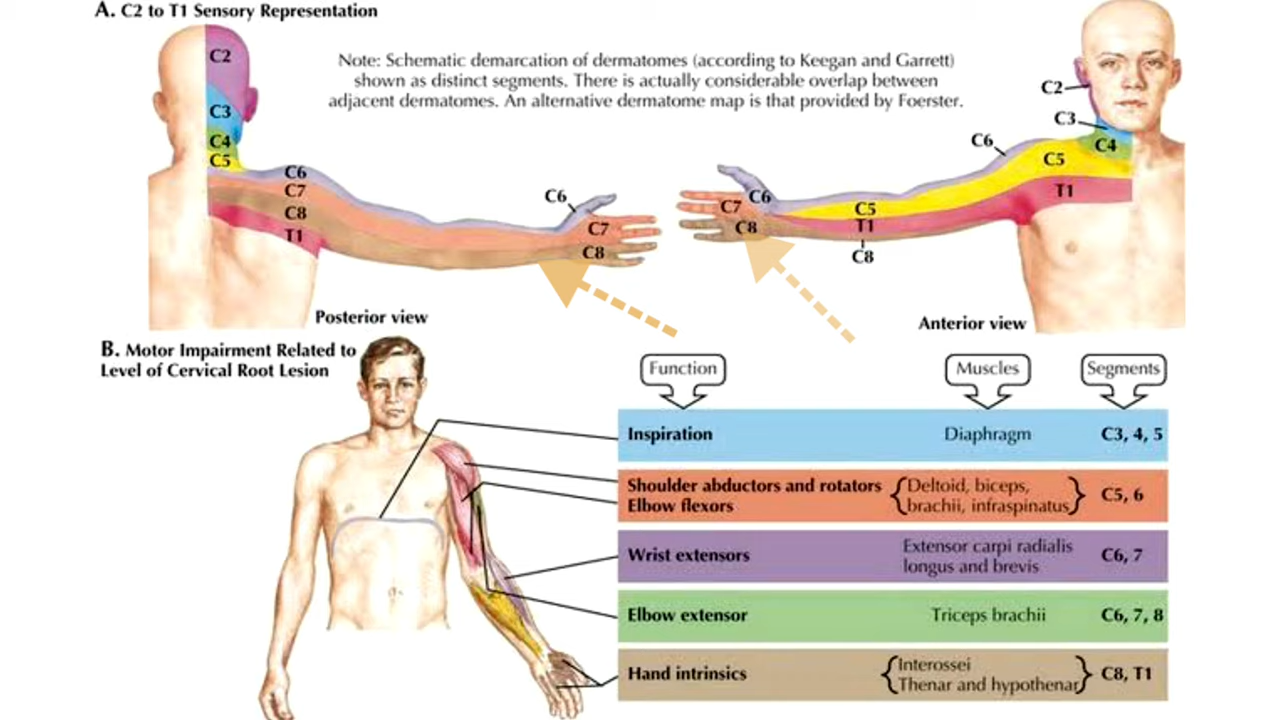 A. C2 to T1 Sensory Representation
Note: Schematic demarcation of dermatomes (according to Keegan and Garrett)
shown as distinct segments. There is actually considerable overlap between
adjacent dermatomes. An alternative dermatome map is that provided by Foerster.
C2
C3
C4
C5
C6
C7
C8
T1
C6
C7
C8
Posterior view
C2
C3
C4
C6
C5
T1
C6
C7
C8
C5
T1
C8
Anterior view
B. Motor Impairment Related to
Level of Cervical Root Lesion
Function
Muscles
Segments
Inspiration
Diaphragm
C3, 4, 5
Shoulder abductors and rotators
Elbow flexors
Deltoid, biceps,
brachii, infraspinatus
C5, 6
Wrist extensors
Extensor carpi radialis
longus and brevis
C6, 7
Elbow extensor
Triceps brachii
C6, 7, 8
Hand intrinsics
Interossei
Thenar and hypothenar
C8, T1